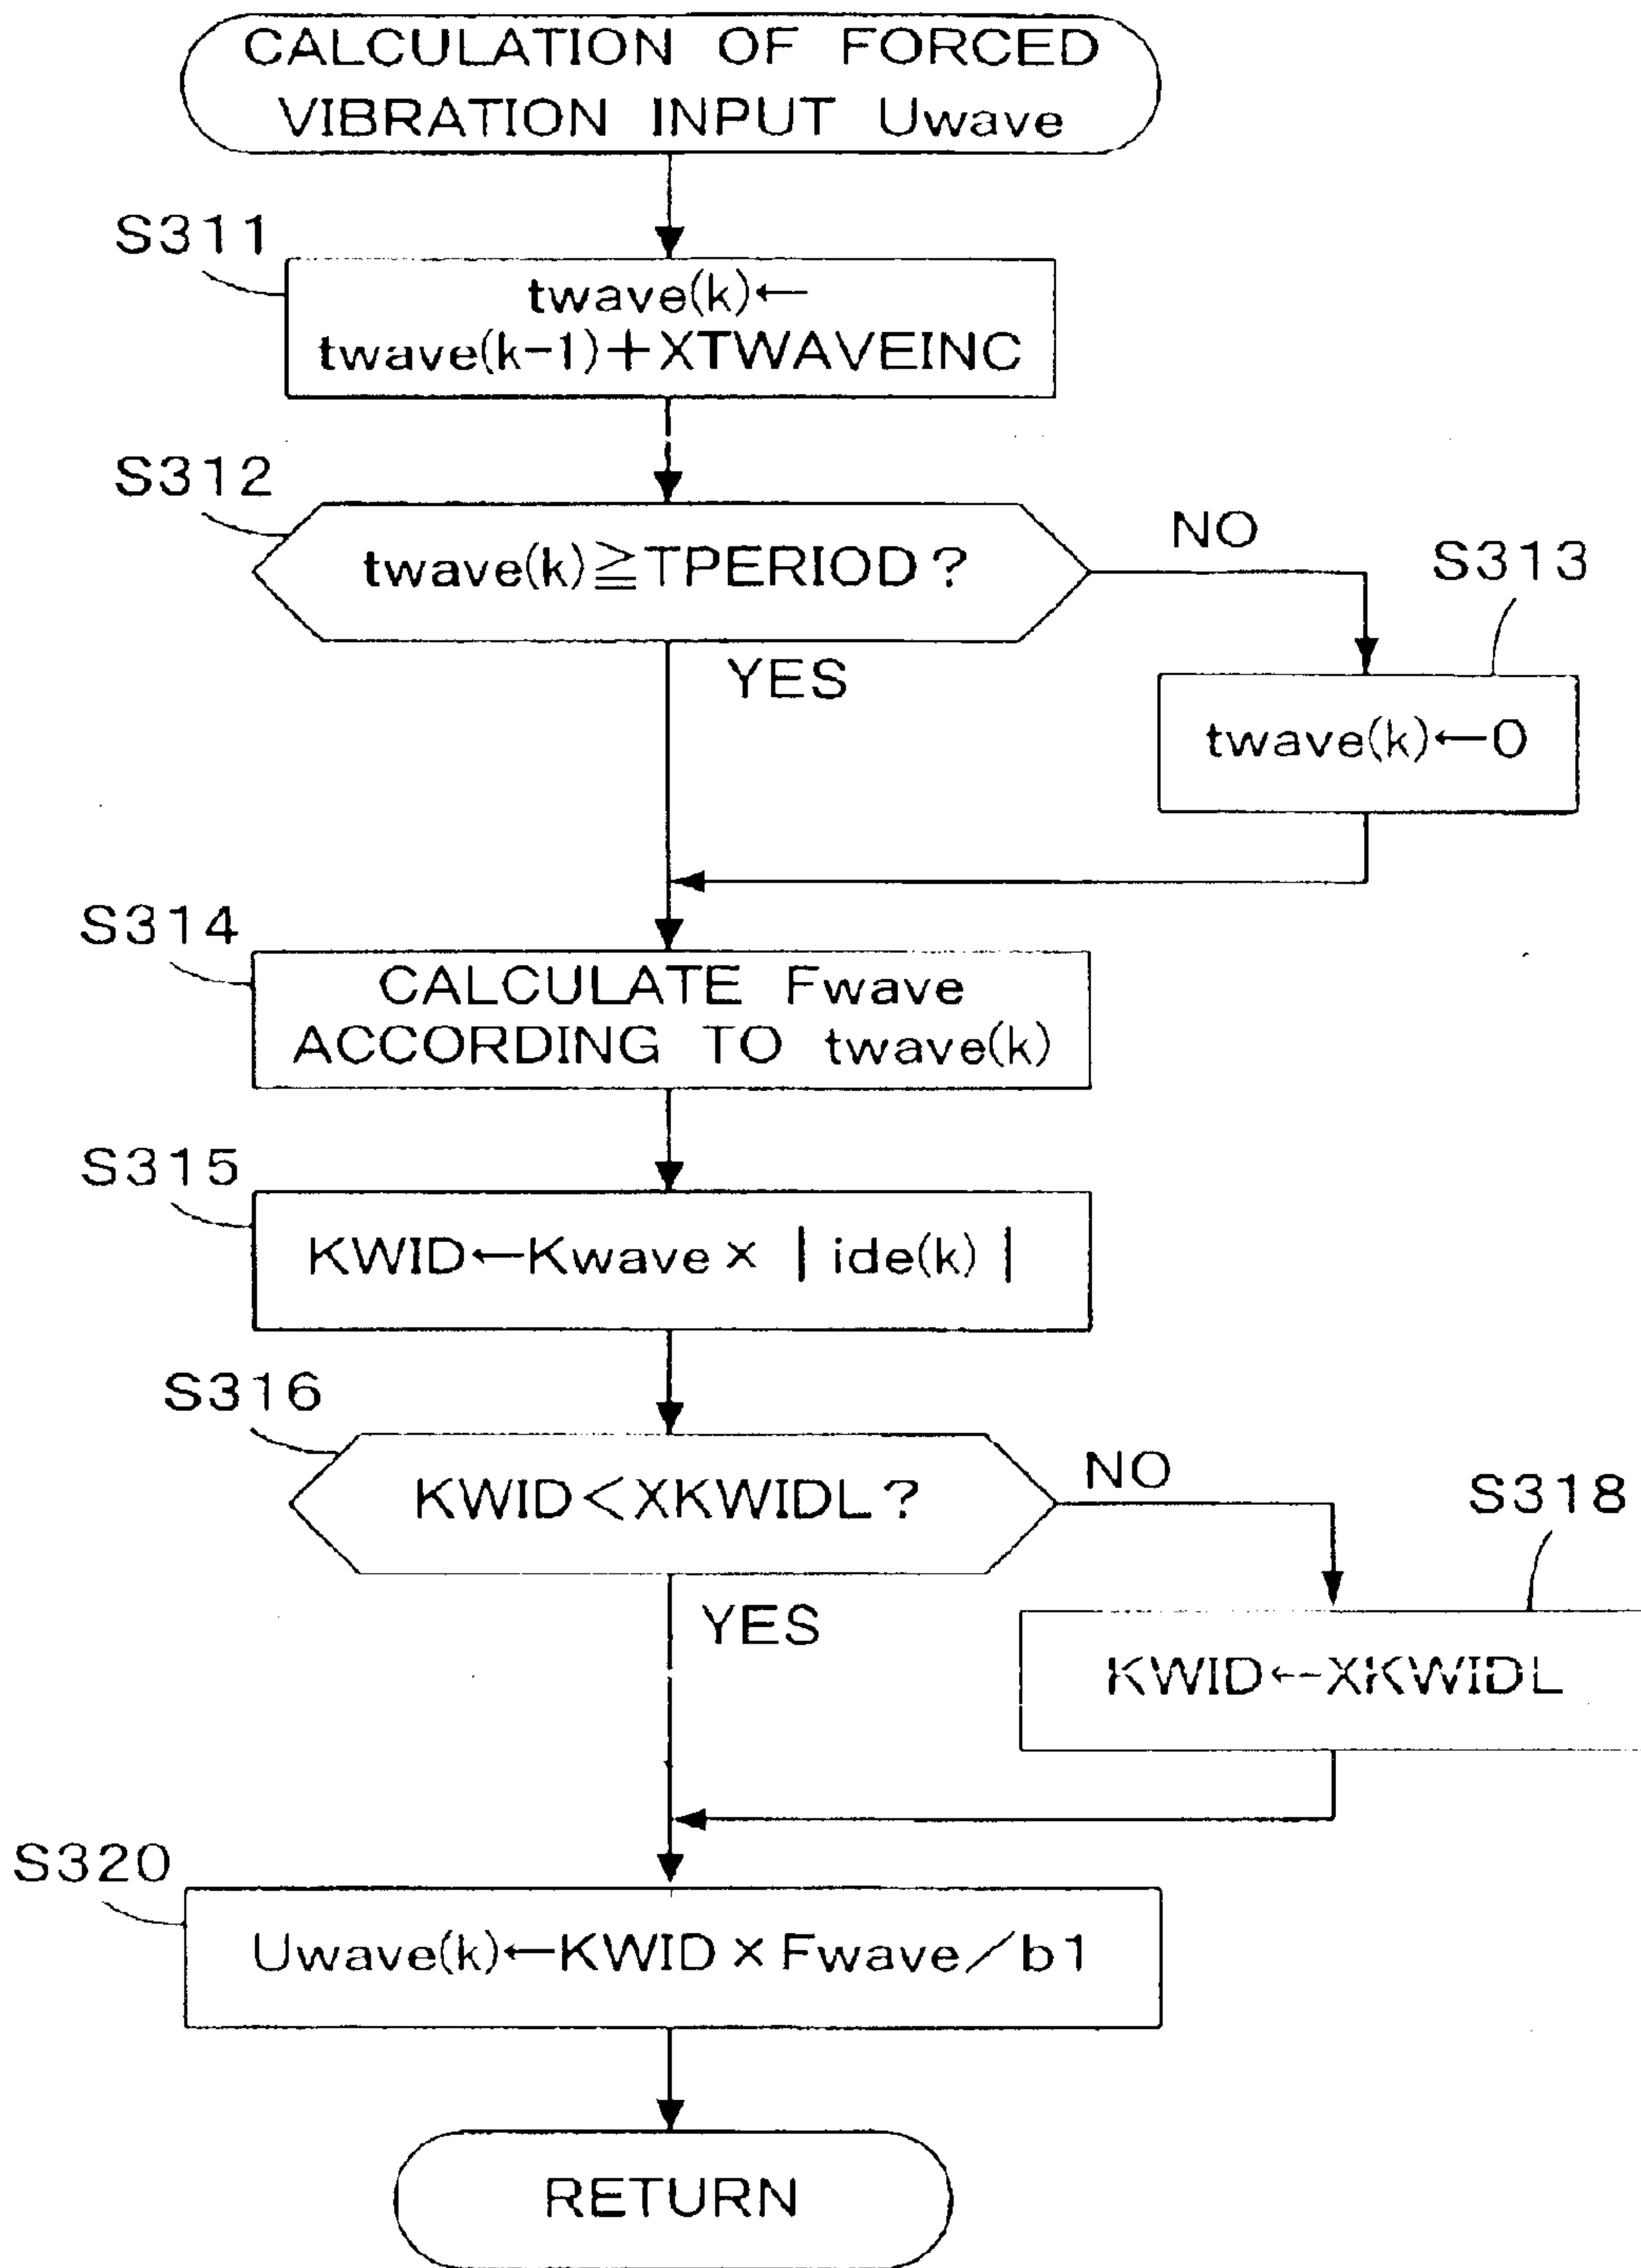 CALCULATION OF FORCED
VIBRATION INPUT Uwave
S311
twave(k)←
twave(k-1)+XTWAVEINC
S312
twave(k)≧TPERIOD?
NO
S313
YES
twave(k)←0
S314
CALCULATE Fwave
ACCORDING TO twave(k)
S315
KWID←Kwave×|ide(k)|
S316
KWID<XKWIDL?
NO
S318
YES
KWID←XKWIDL
S320
Uwave(k)←KWID×Fwave/b1
RETURN